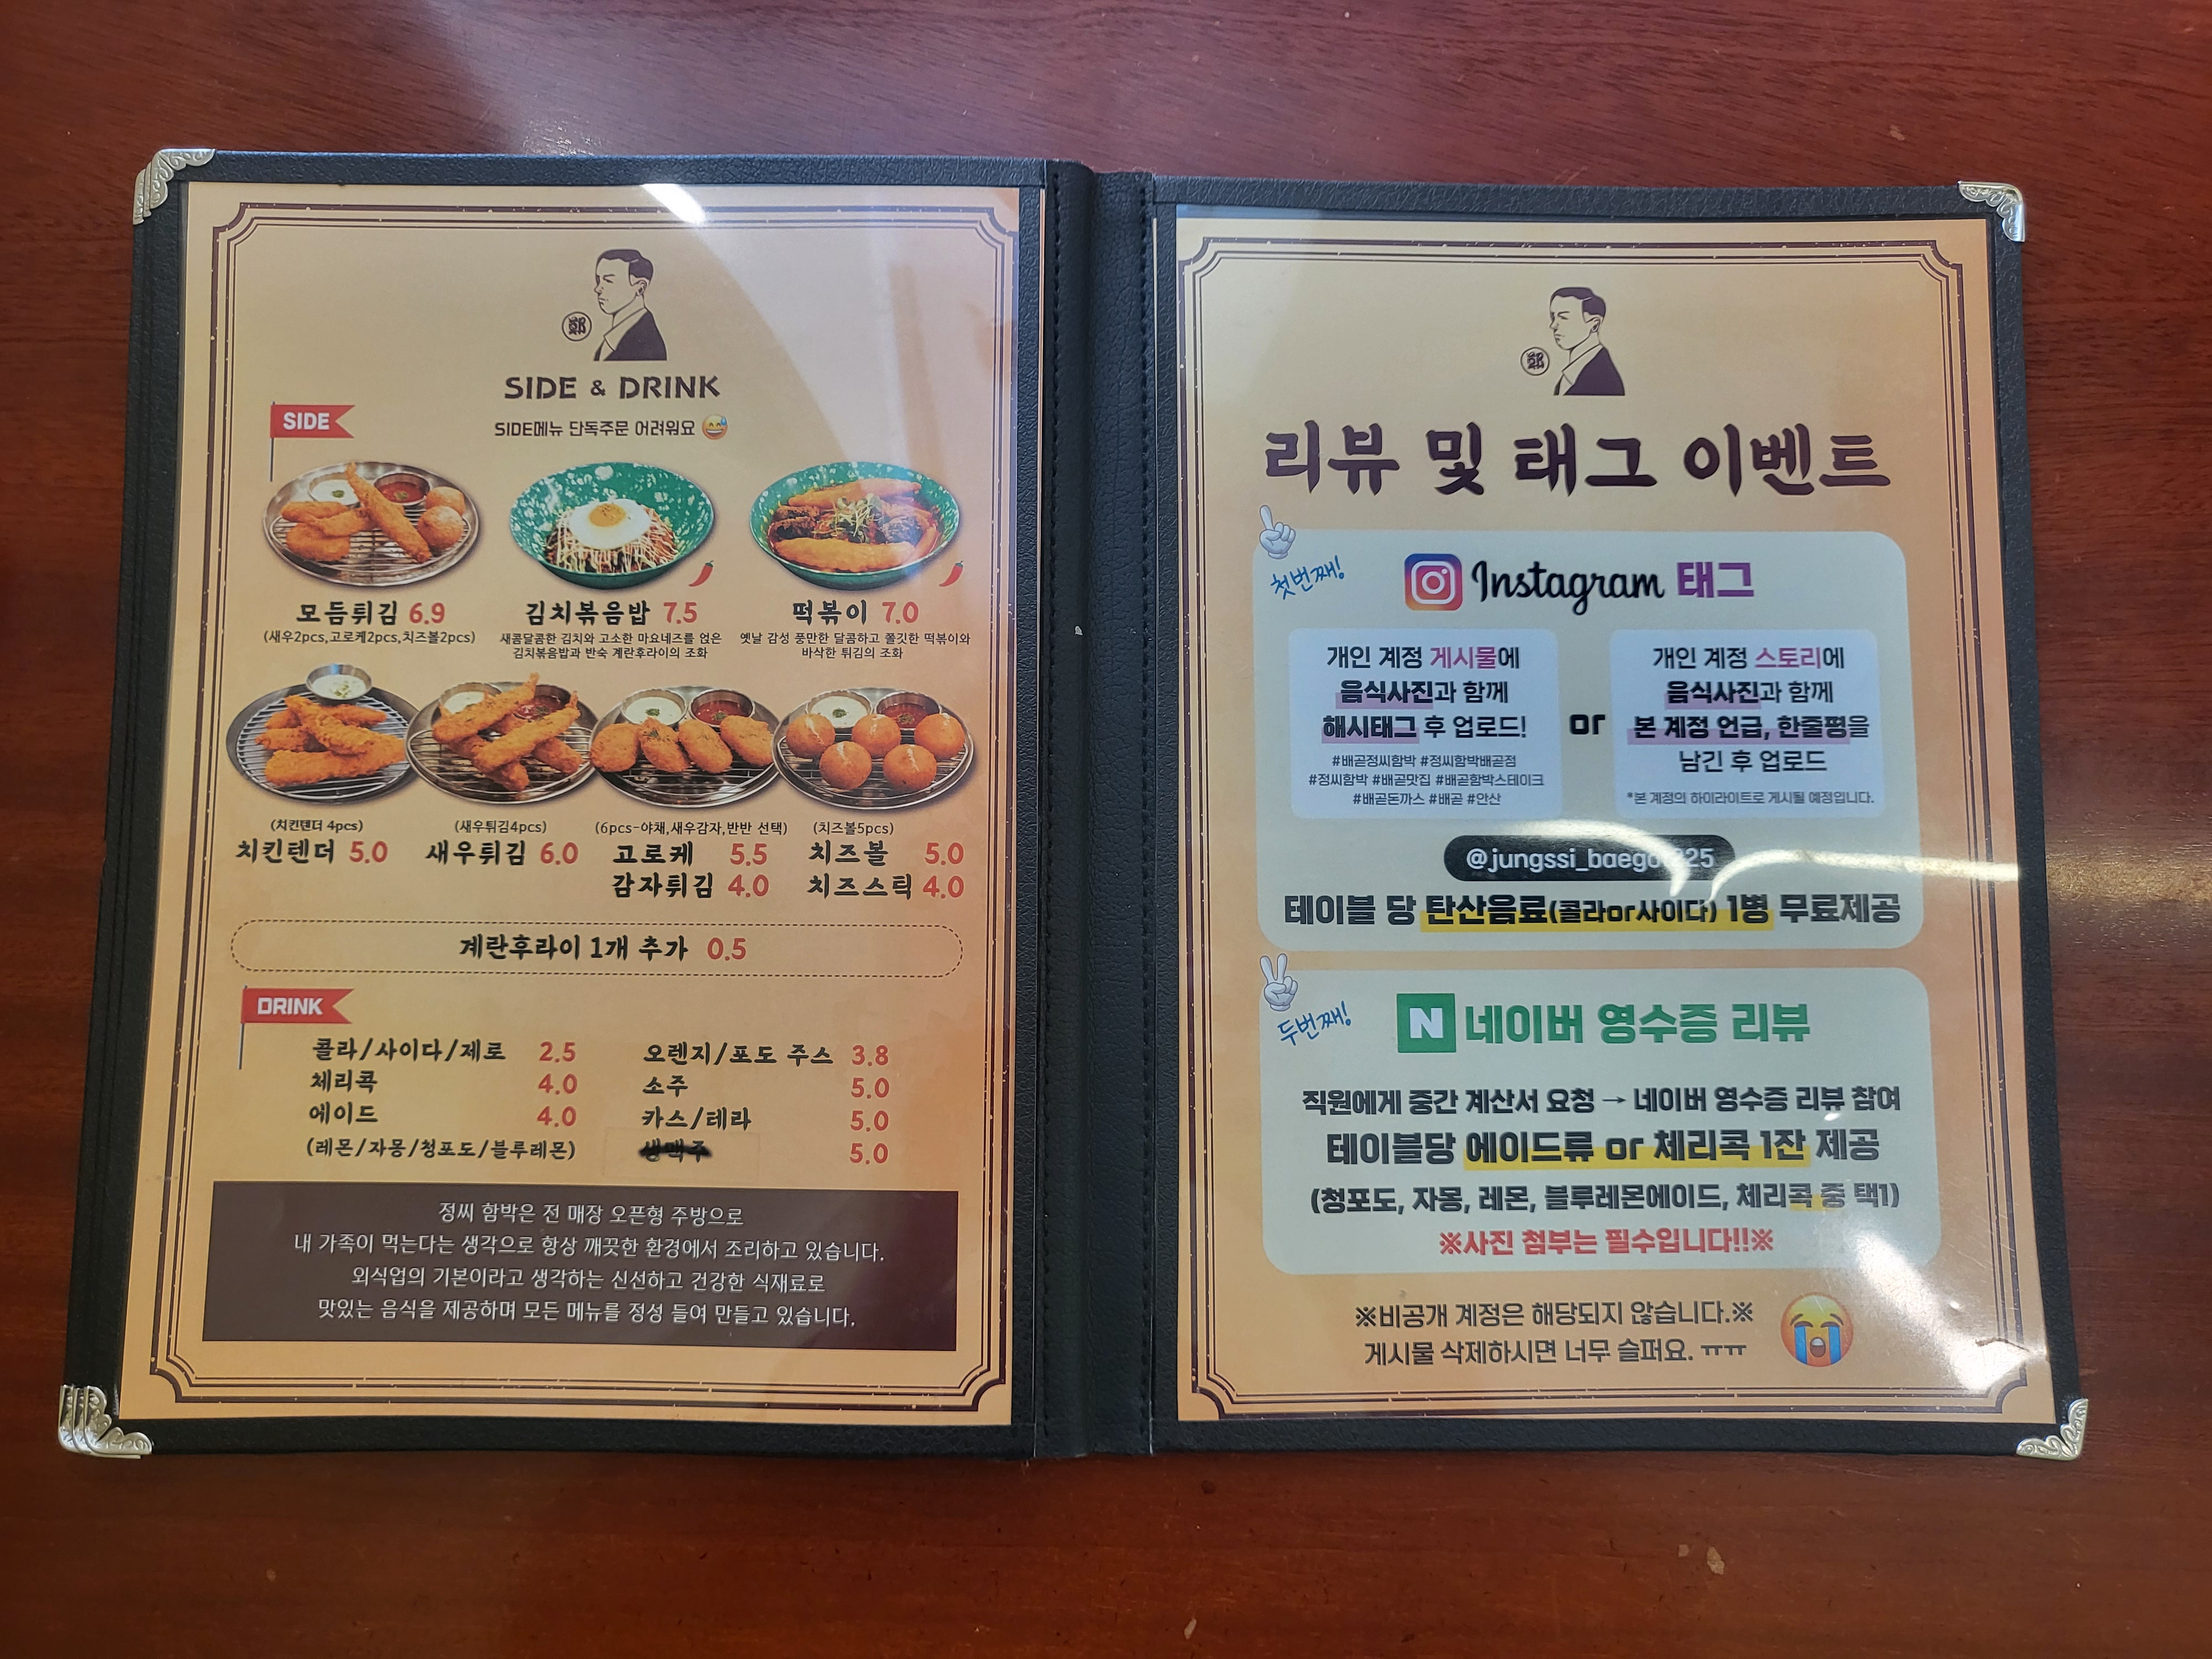 SIDE & DRINK
SIDE
SIDE메뉴 단독주문 어려워요
모듬튀김 6.9
(새우2pcs,고로케2pcs,치즈볼2pcs)
김치볶음밥 7.5
새콤달콤한 김치와 고소한 마요네즈를 얹은
김치볶음밥과 반숙 계란후라이의 조화
떡볶이 7.0
옛날 감성 풍만한 달콤하고 쫄깃한 떡볶이와
바삭한 튀김의 조화
(치킨텐더 4pcs)
치킨텐더 5.0
(새우튀김4pcs)
새우튀김 6.0
(6pcs-야채,새우감자,반반 선택)
고로케 5.5
감자튀김 4.0
(치즈볼5pcs)
치즈볼 5.0
치즈스틱 4.0
계란후라이 1개 추가 0.5
DRINK
콜라/사이다/제로 2.5
체리콕 4.0
에이드 4.0
(레몬/자몽/청포도/블루레몬)
오렌지/포도 주스 3.8
소주 5.0
카스/테라 5.0
생맥주 5.0
정씨 함박은 전 매장 오픈형 주방으로
내 가족이 먹는다는 생각으로 항상 깨끗한 환경에서 조리하고 있습니다.
외식업의 기본이라고 생각하는 신선하고 건강한 식재료로
맛있는 음식을 제공하며 모든 메뉴를 정성 들여 만들고 있습니다.
리뷰 및 태그 이벤트
첫번째!
Instagram 태그
개인 계정 게시물에
음식사진과 함께
해시태그 후 업로드!
#배곧정씨함박 #정씨함박배곧점
#정씨함박 #배곧맛집 #배곧함박스테이크
#배곧돈까스 #배곧 #안산
or
개인 계정 스토리에
음식사진과 함께
본 계정 언급, 한줄평을
남긴 후 업로드
*본 계정의 하이라이트로 게시될 예정입니다.
테이블 당 탄산음료(콜라or사이다) 1병 무료제공
두번째!
N 네이버 영수증 리뷰
직원에게 중간 계산서 요청 → 네이버 영수증 리뷰 참여
테이블당 에이드류 or 체리콕 1잔 제공
(청포도, 자몽, 레몬, 블루레몬에이드, 체리콕 중 택1)
※사진 첨부는 필수입니다!!※
※비공개 계정은 해당되지 않습니다.※
게시물 삭제하시면 너무 슬퍼요. ㅠㅠ